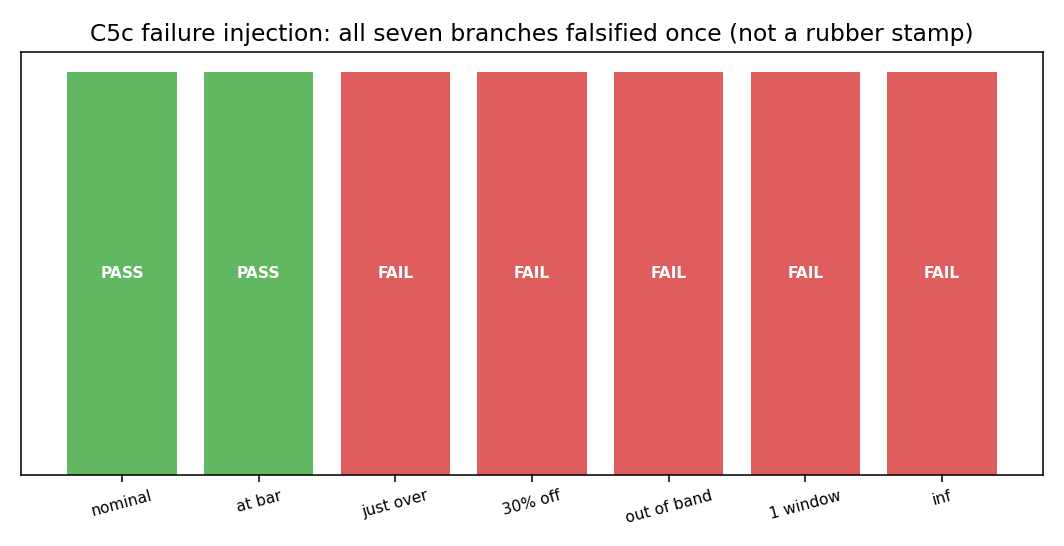 C5c failure injection: all seven branches falsified once (not a rubber stamp)
PASS PASS FAIL FAIL FAIL FAIL FAIL
nominal at bar just over 30% off out of band 1 window inf